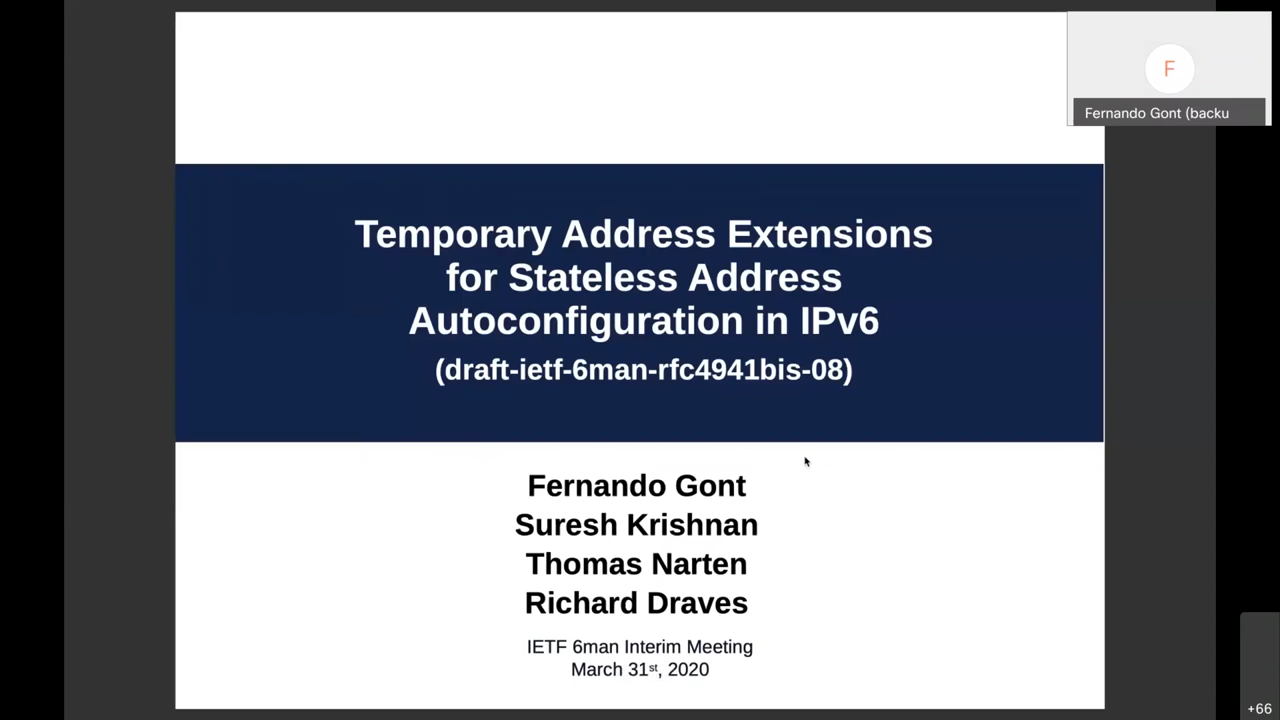 F
Fernando Gont (backu
Temporary Address Extensions
for Stateless Address
Autoconfiguration in IPv6
(draft-ietf-6man-rfc4941bis-08)
Fernando Gont
Suresh Krishnan
Thomas Narten
Richard Draves
IETF 6man Interim Meeting
March 31st, 2020
+66